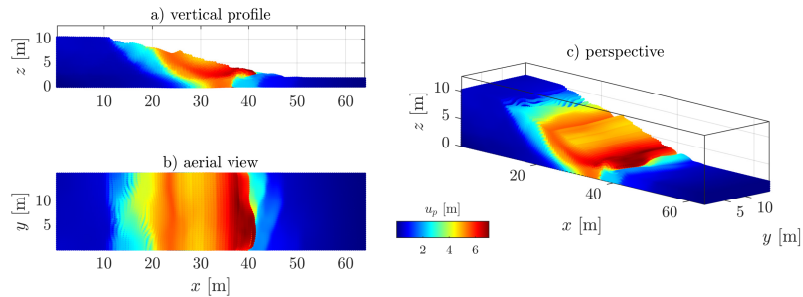 a) vertical profile
10
5
0
z [m]
10 20 30 40 50 60
b) aerial view
10
5
y [m]
10 20 30 40 50 60
x [m]
u_p [m]
2 4 6
c) perspective
10
5
0
z [m]
20 40 60
x [m]
5 10
y [m]